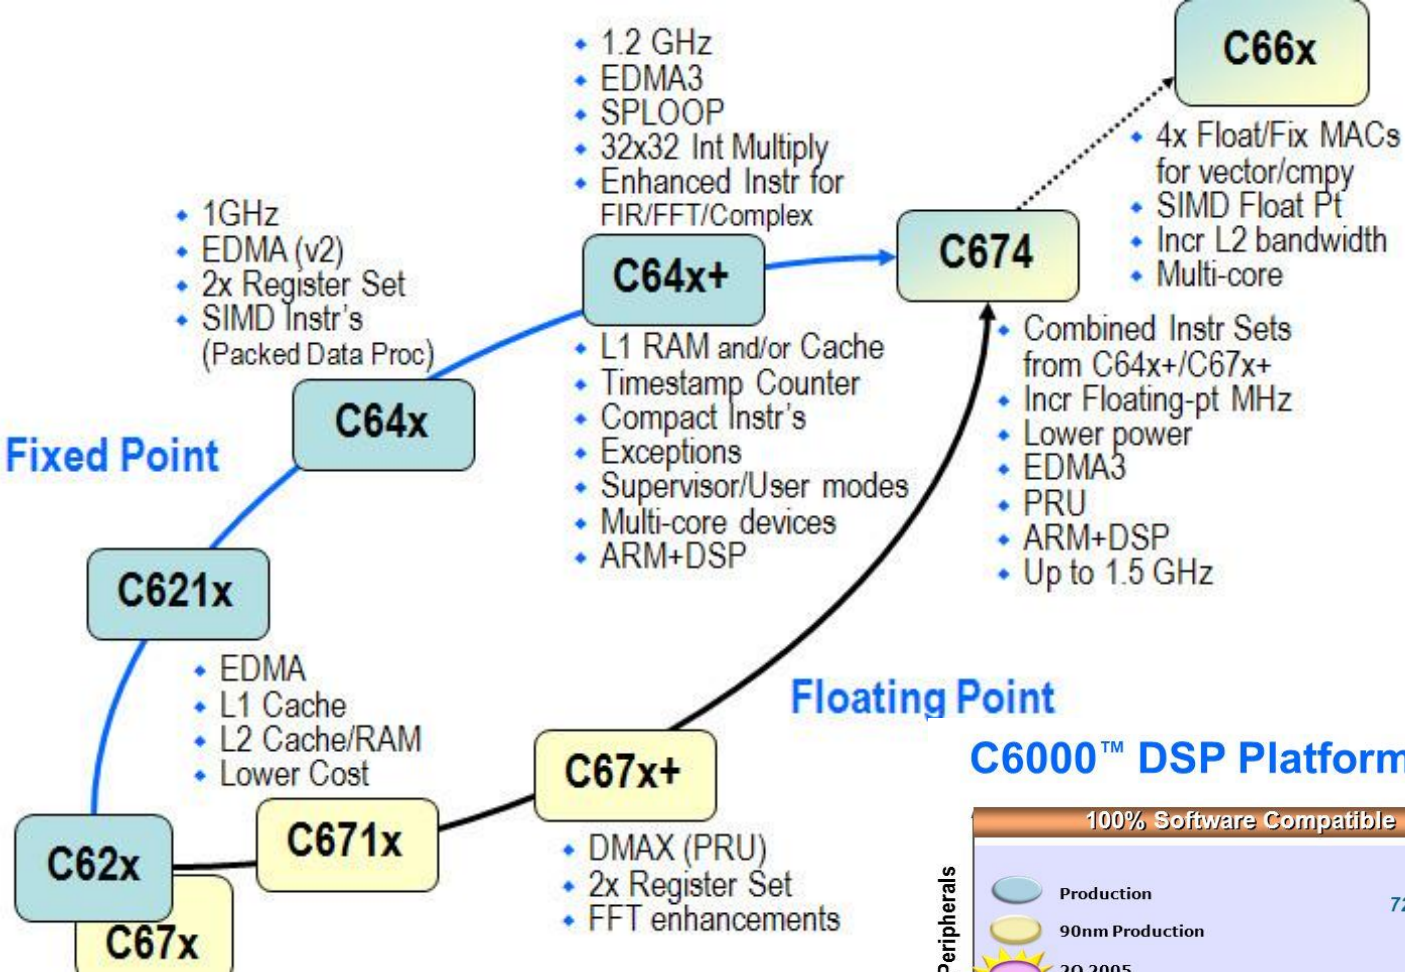 C66x
4x Float/Fix MACs
for vector/cmpy
SIMD Float Pt
Incr L2 bandwidth
Multi-core
1.2 GHz
EDMA3
SPLOOP
32x32 Int Multiply
Enhanced Instr for
FIR/FFT/Complex
C64x+
L1 RAM and/or Cache
Timestamp Counter
Compact Instr's
Exceptions
Supervisor/User modes
Multi-core devices
ARM+DSP
C674
Combined Instr Sets
from C64x+/C67x+
Incr Floating-pt MHz
Lower power
EDMA3
PRU
ARM+DSP
Up to 1.5 GHz
1GHz
EDMA (v2)
2x Register Set
SIMD Instr's
(Packed Data Proc)
C64x
Fixed Point
C621x
EDMA
L1 Cache
L2 Cache/RAM
Lower Cost
Floating Point
C67x+
DMAX (PRU)
2x Register Set
FFT enhancements
C671x
C62x
C67x
C6000™ DSP Platform
100% Software Compatible
Peripherals
Production
72
90nm Production
2Q 2005